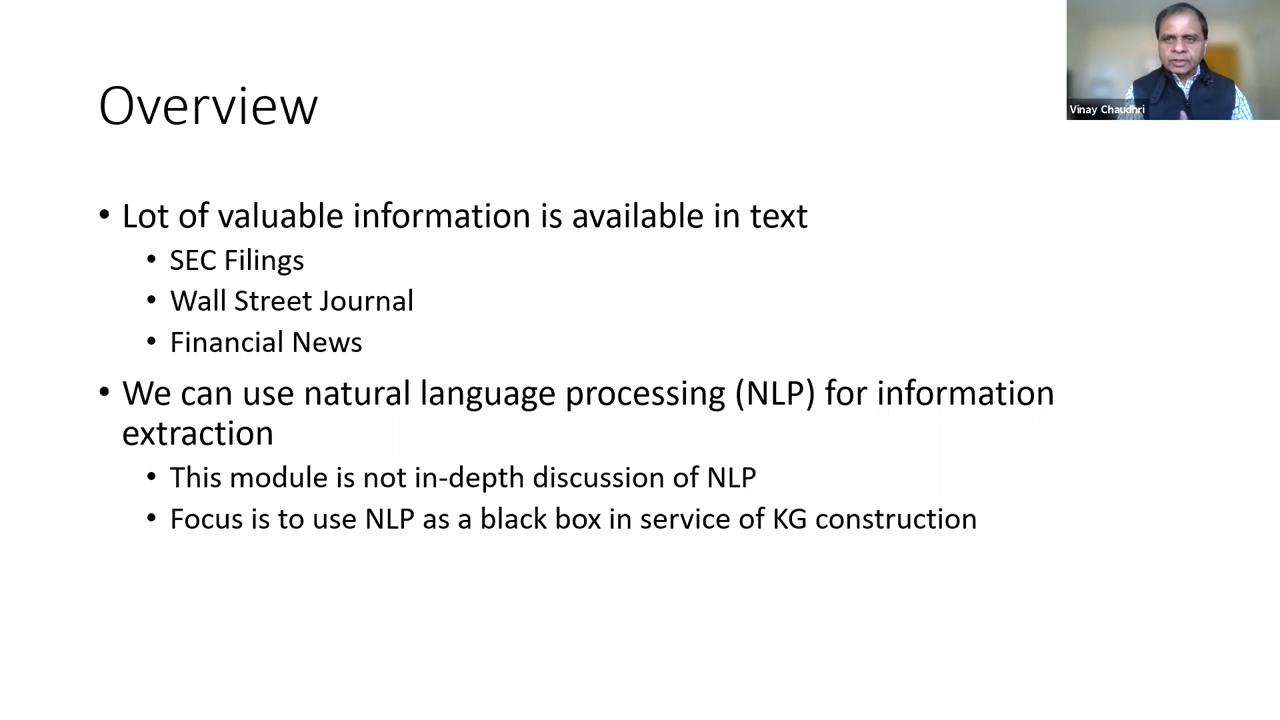 Overview
Vinay Chaudhri
• Lot of valuable information is available in text
• SEC Filings
• Wall Street Journal
• Financial News
• We can use natural language processing (NLP) for information
extraction
• This module is not in-depth discussion of NLP
• Focus is to use NLP as a black box in service of KG construction